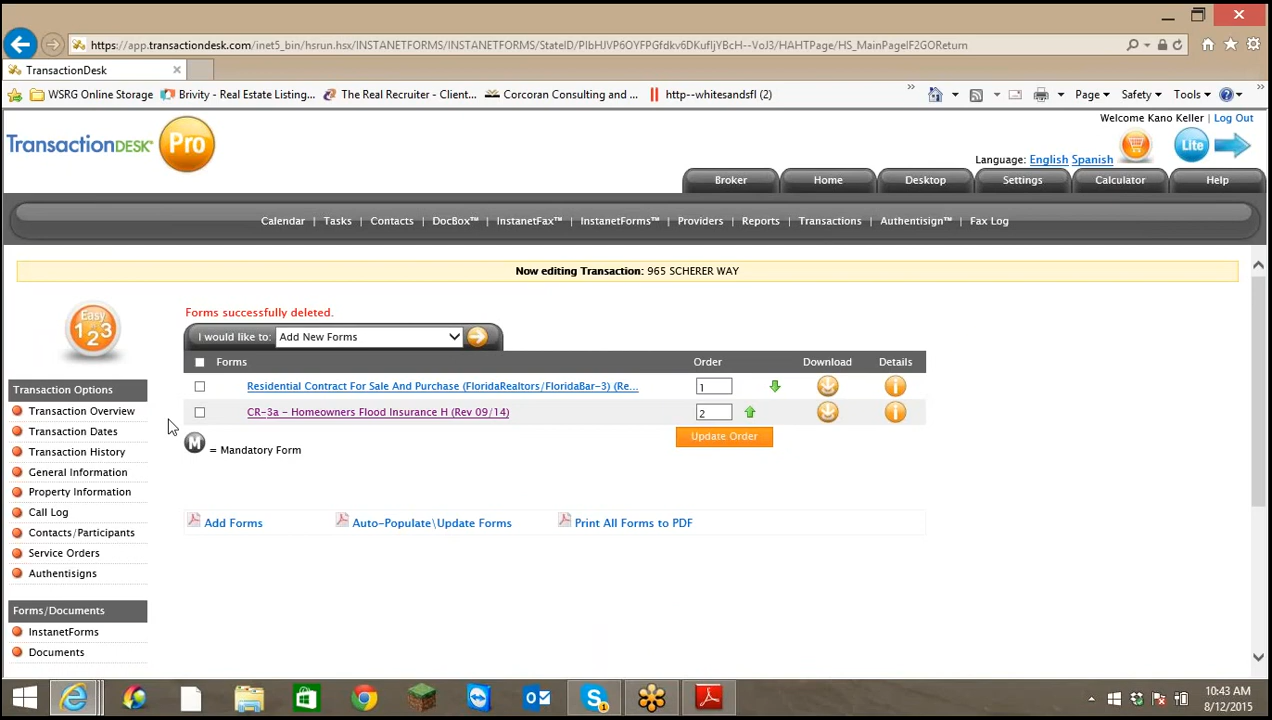 https://app.transactiondesk.com/inet5_bin/hsrun.hsx/INSTANETFORMS/INSTANETFORMS/StateID/PIbHJVP6OYFPGfdkv6DKufIjYBcH--VoJ3/HAHTPage/HS_MainPageIF2GOReturn
TransactionDesk
WSRG Online Storage
Brivity - Real Estate Listing...
The Real Recruiter - Client...
Corcoran Consulting and ...
http--whitesandsfl (2)
Page
Safety
Tools
Welcome Kano Keller | Log Out
TRANSACTIONDESK® Pro
Language: English Spanish
Lite
Broker
Home
Desktop
Settings
Calculator
Help
Calendar | Tasks | Contacts | DocBox™ | InstanetFax™ | InstanetForms™ | Providers | Reports | Transactions | Authentisign™ | Fax Log
Now editing Transaction: 965 SCHERER WAY
Easy
123
Forms successfully deleted.
I would like to: Add New Forms
Forms Order Download Details
Residential Contract For Sale And Purchase (FloridaRealtors/FloridaBar-3) (Re... 1
CR-3a - Homeowners Flood Insurance H (Rev 09/14) 2
Update Order
M = Mandatory Form
Add Forms
Auto-Populate\Update Forms
Print All Forms to PDF
Transaction Options
Transaction Overview
Transaction Dates
Transaction History
General Information
Property Information
Call Log
Contacts/Participants
Service Orders
Authentisigns
Forms/Documents
InstanetForms
Documents
10:43 AM
8/12/2015